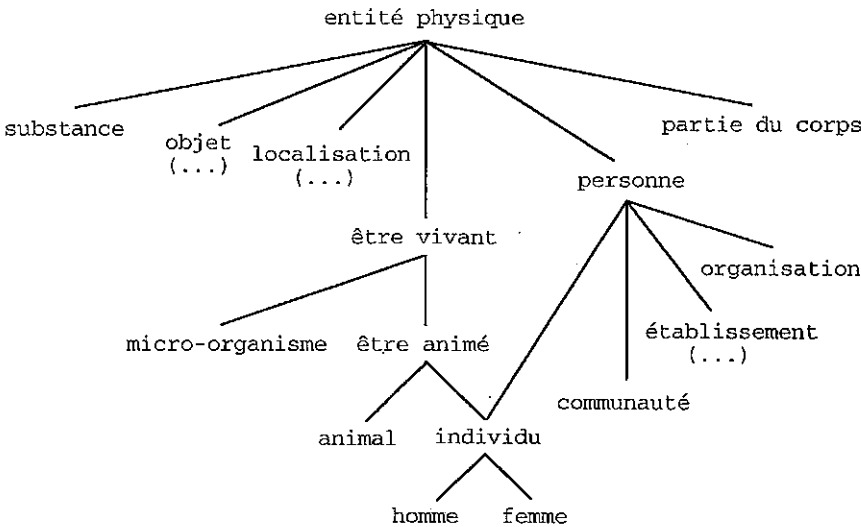 entité physique
substance
objet
(...)
localisation
(...)
partie du corps
personne
être vivant
organisation
micro-organisme
être animé
établissement
(...)
communauté
animal
individu
homme
femme